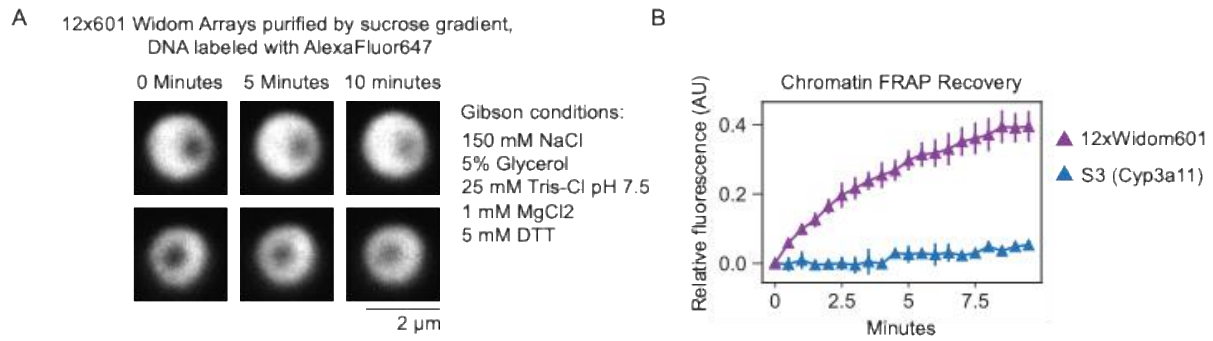 A
12x601 Widom Arrays purified by sucrose gradient,
DNA labeled with AlexaFluor647
0 Minutes
5 Minutes
10 minutes
Gibson conditions:
150 mM NaCl
5% Glycerol
25 mM Tris-Cl pH 7.5
1 mM MgCl2
5 mM DTT
2 μm
B
Chromatin FRAP Recovery
Relative fluorescence (AU)
0.4
0.2
0.0
0
2.5
5
7.5
Minutes
12xWidom601
S3 (Cyp3a11)